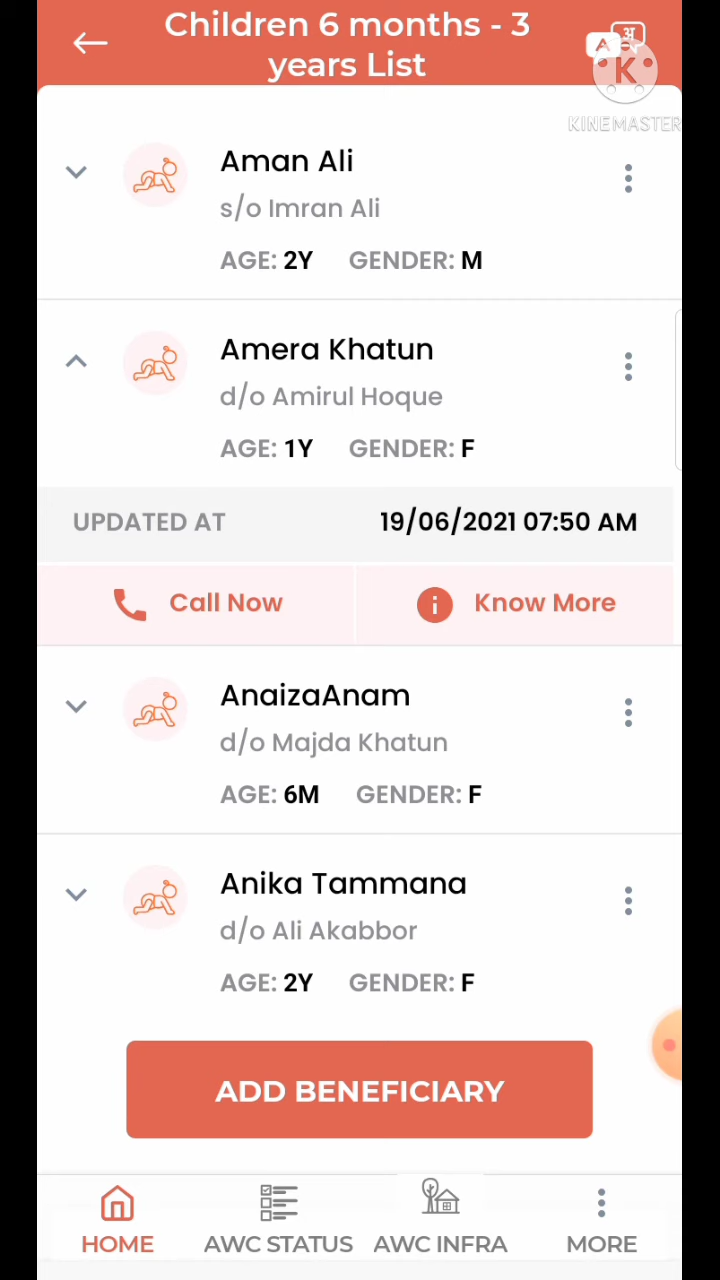 Children 6 months - 3
years List
A अ
K
KINEMASTER
Aman Ali
s/o Imran Ali
AGE: 2Y GENDER: M
Amera Khatun
d/o Amirul Hoque
AGE: 1Y GENDER: F
UPDATED AT 19/06/2021 07:50 AM
Call Now Know More
AnaizaAnam
d/o Majda Khatun
AGE: 6M GENDER: F
Anika Tammana
d/o Ali Akabbor
AGE: 2Y GENDER: F
ADD BENEFICIARY
HOME AWC STATUS AWC INFRA MORE